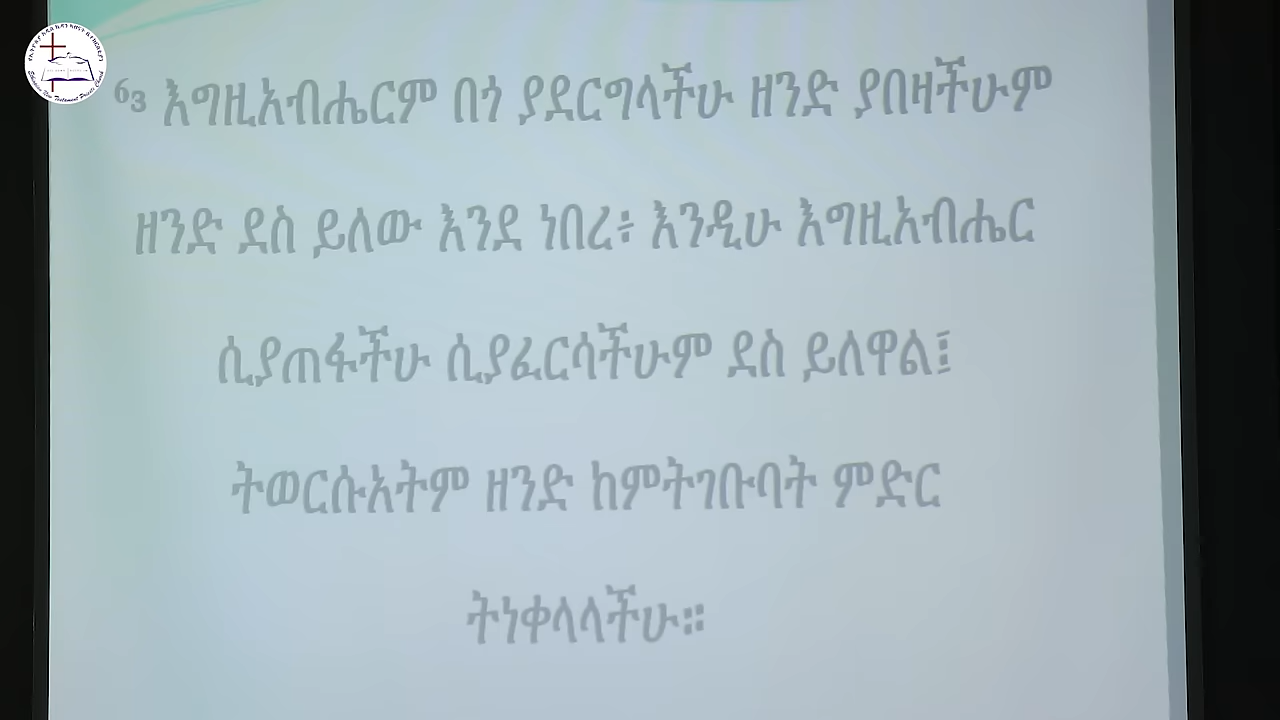 63 እግዚአብሔርም በጎ ያደርግላችሁ ዘንድ ያበዛችሁም
ዘንድ ደስ ይለው እንደ ነበረ፥ እንዲሁ እግዚአብሔር
ሲያጠፋችሁ ሲያፈርሳችሁም ደስ ይለዋል፤
ትወርሱአትም ዘንድ ከምትገቡባት ምድር
ትነቀላላችሁ።